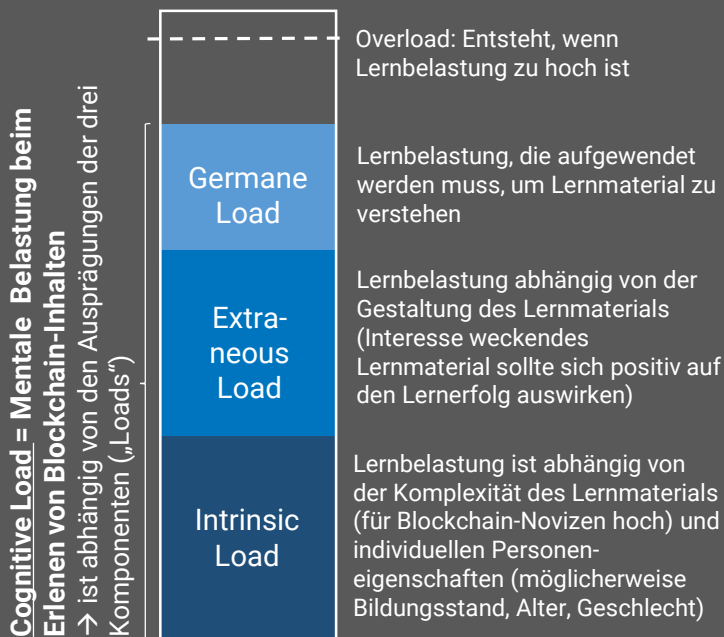 Cognitive Load = Mentale Belastung beim
Erlenen von Blockchain-Inhalten
→ ist abhängig von den Ausprägungen der drei
Komponenten („Loads“)
Overload: Entsteht, wenn
Lernbelastung zu hoch ist
Germane
Load
Lernbelastung, die aufgewendet
werden muss, um Lernmaterial zu
verstehen
Extra-
neous
Load
Lernbelastung abhängig von der
Gestaltung des Lernmaterials
(Interesse weckendes
Lernmaterial sollte sich positiv auf
den Lernerfolg auswirken)
Intrinsic
Load
Lernbelastung ist abhängig von
der Komplexität des Lernmaterials
(für Blockchain-Novizen hoch) und
individuellen Personen-
eigenschaften (möglicherweise
Bildungsstand, Alter, Geschlecht)